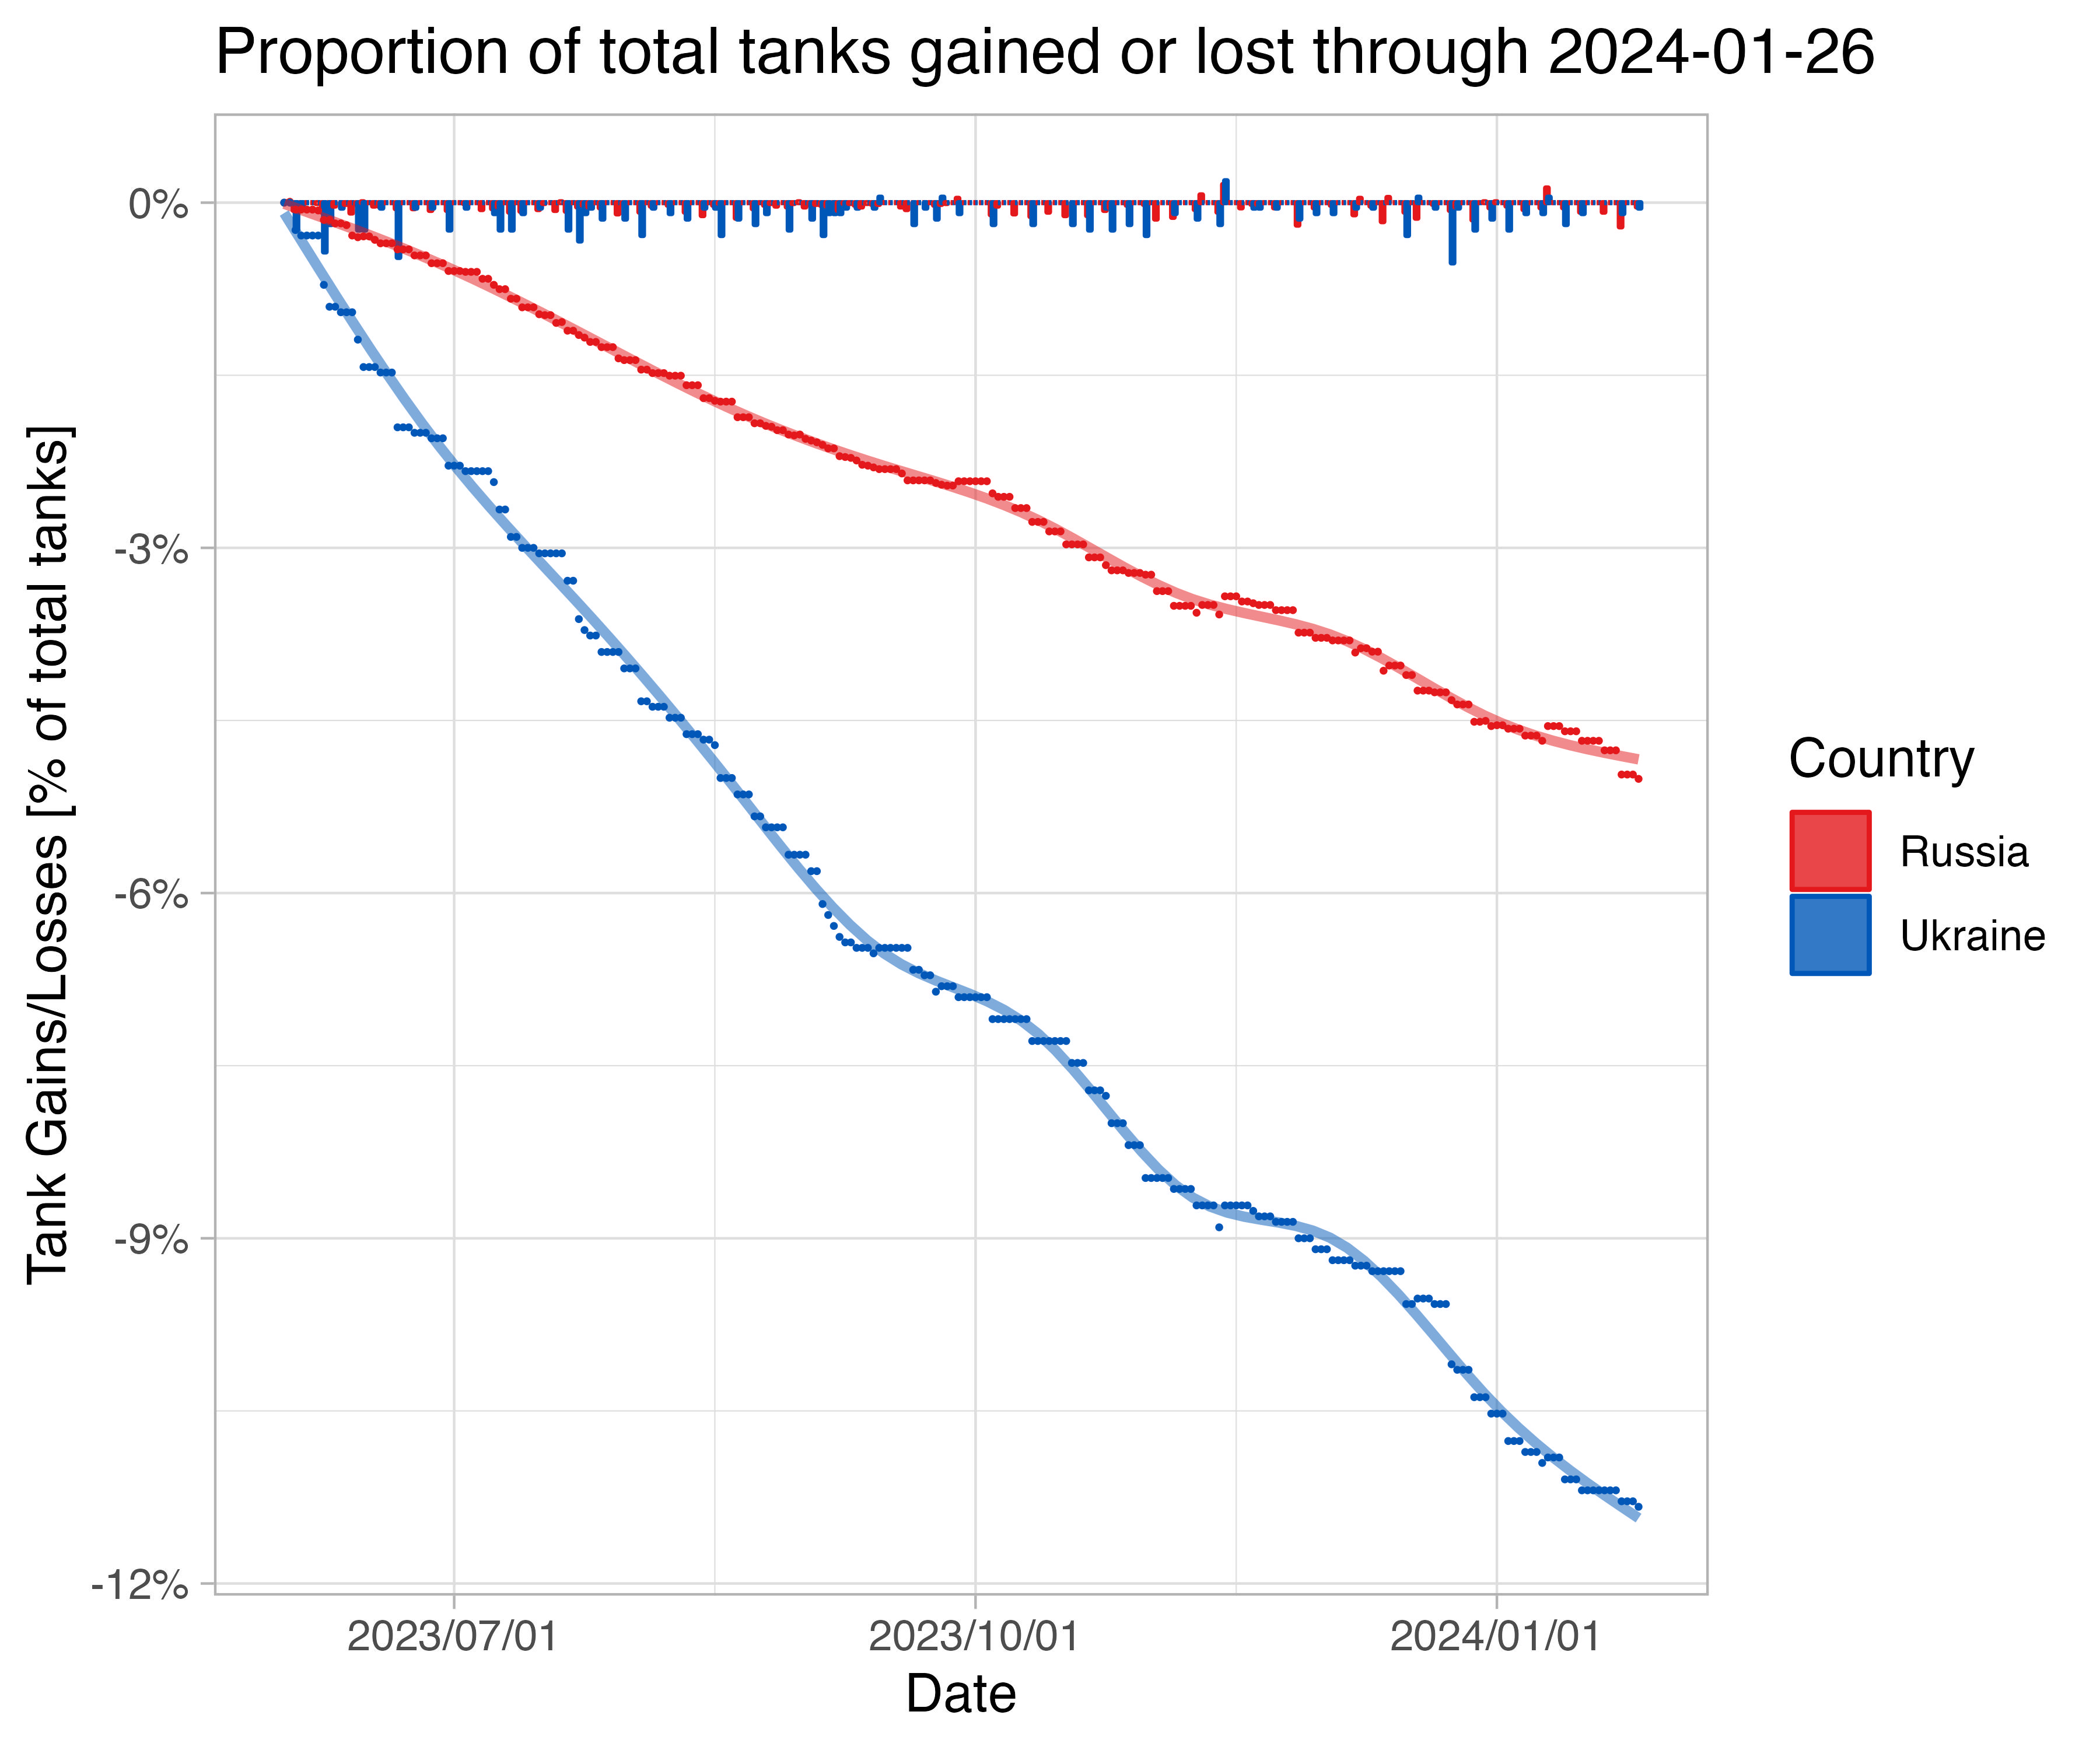 Proportion of total tanks gained or lost through 2024-01-26
Tank Gains/Losses [% of total tanks]
0%
-3%
-6%
-9%
-12%
2023/07/01
2023/10/01
2024/01/01
Date
Country
Russia
Ukraine